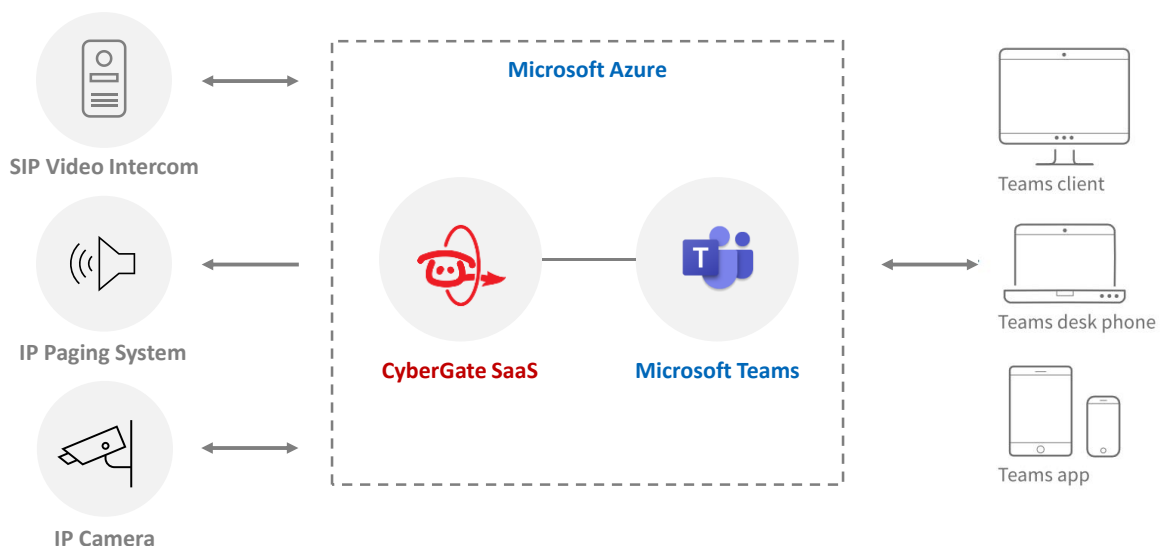 Microsoft Azure
SIP Video Intercom
Teams client
T
IP Paging System
Teams desk phone
CyberGate SaaS
Microsoft Teams
Teams app
IP Camera